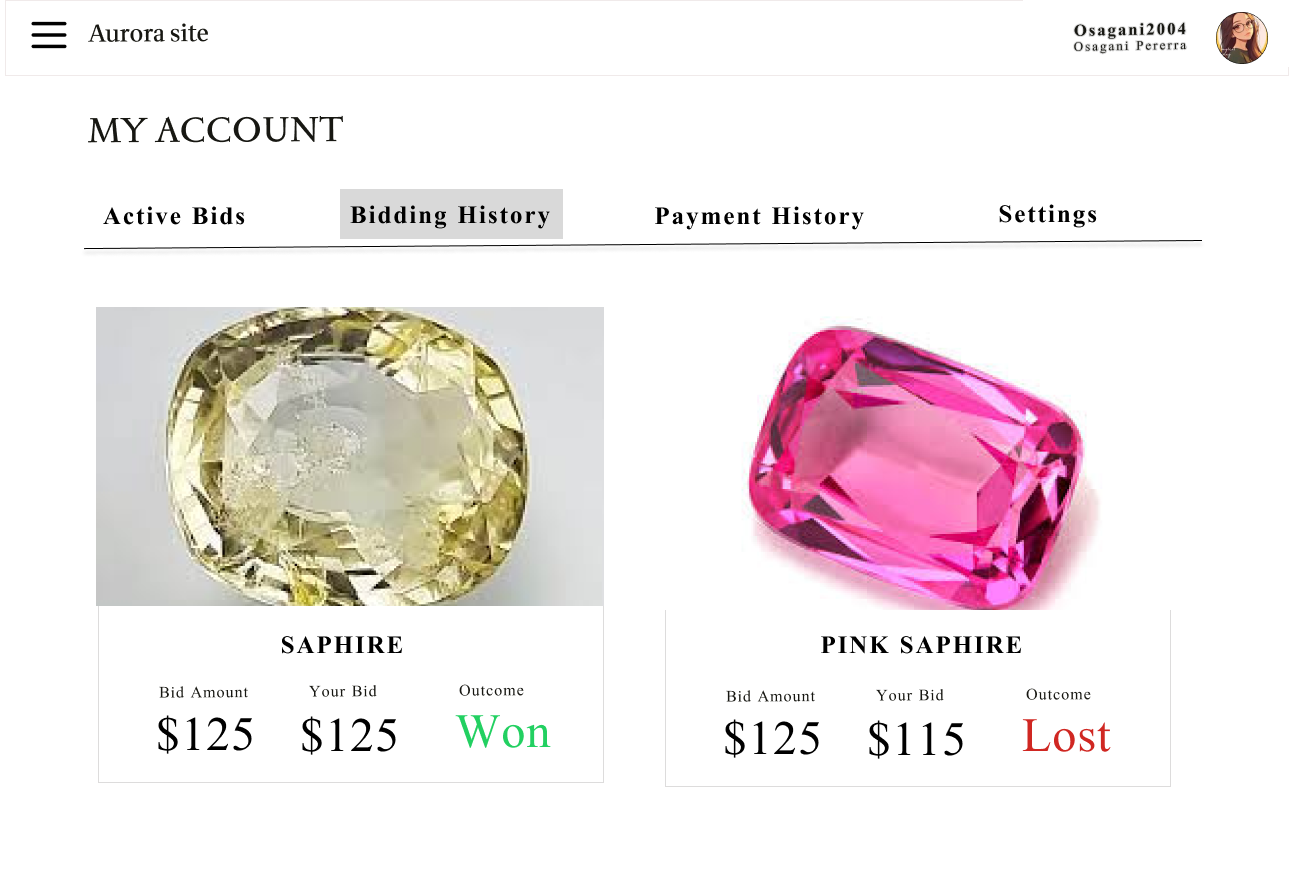 Aurora site
Osagani2004
Osagani Pererra
MY ACCOUNT
Active Bids
Bidding History
Payment History
Settings
SAPHIRE
Bid Amount
Your Bid
Outcome
$125
$125
Won
PINK SAPHIRE
Bid Amount
Your Bid
Outcome
$125
$115
Lost